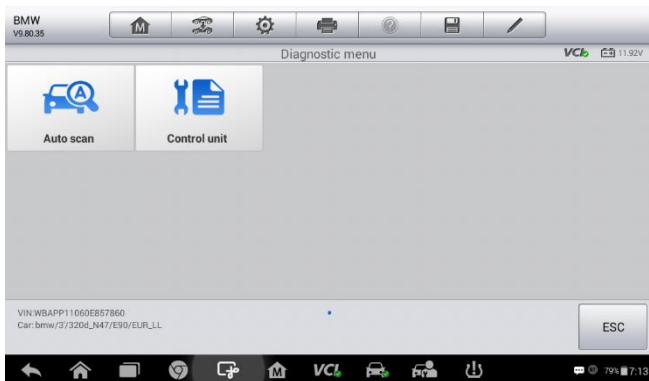 BMW
V9.80.35
M
?
Diagnostic menu
VCI
11.92V
A
Auto scan
Control unit
VIN:WBAPP11060E857860
Car:bmw/3'/320d_N47/E90/EUR_LL
ESC
M
VCI
79%
7:13